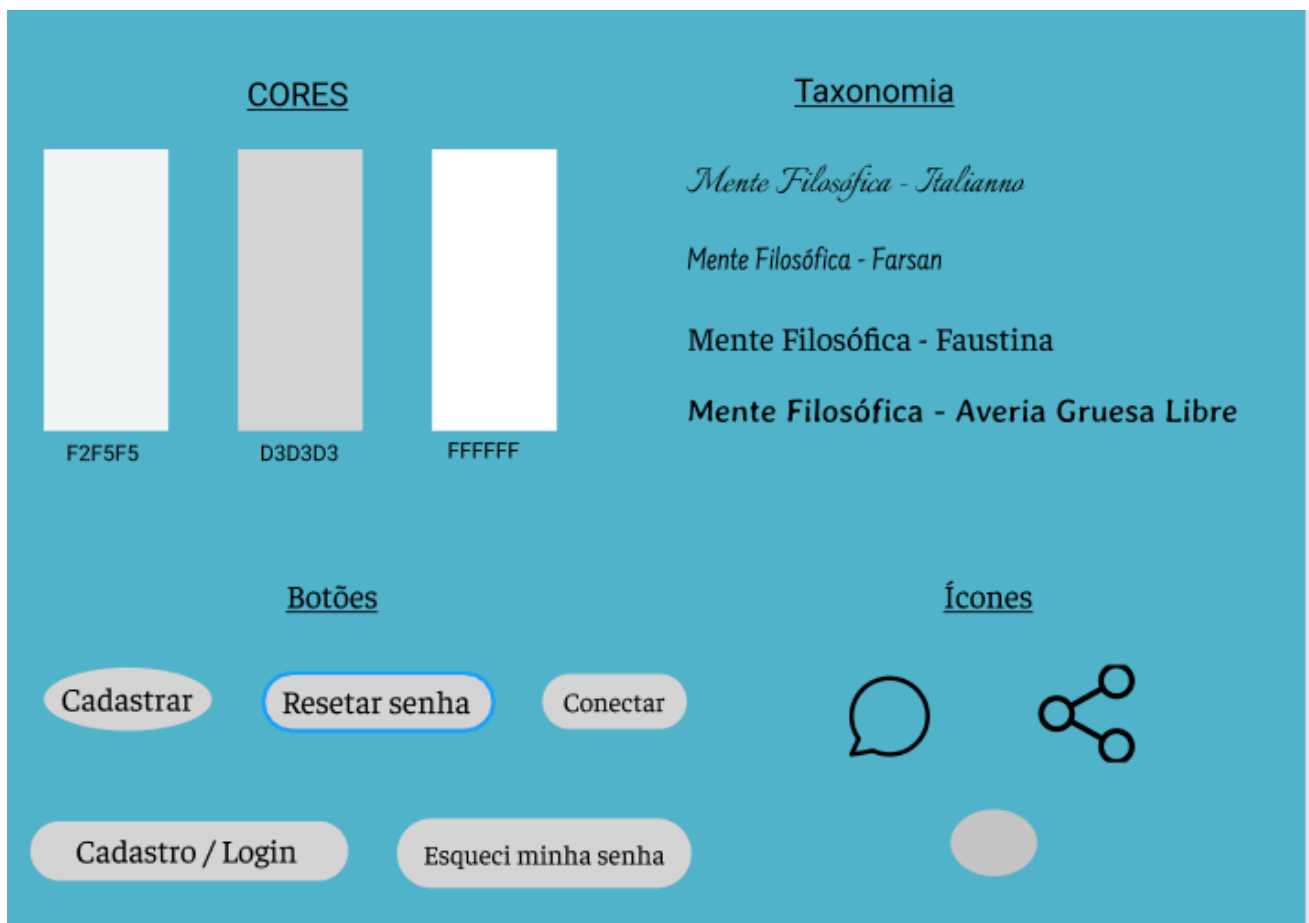 CORES
F2F5F5
D3D3D3
FFFFFF
Taxonomia
Mente Filosófica - Italianno
Mente Filosófica - Farsan
Mente Filosófica - Faustina
Mente Filosófica - Averia Gruesa Libre
Botões
Cadastrar
Resetar senha
Conectar
Cadastro / Login
Esqueci minha senha
Ícones